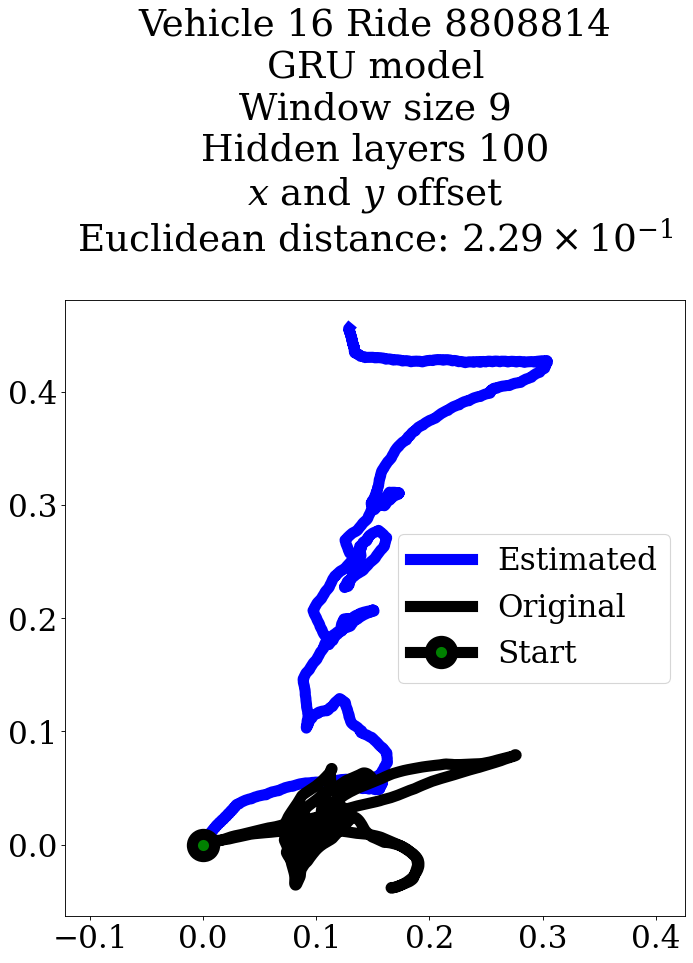 Vehicle 16 Ride 8808814
GRU model
Window size 9
Hidden layers 100
x and y offset
Euclidean distance: 2.29 × 10⁻¹
0.4
0.3
0.2
0.1
0.0
Estimated
Original
Start
−0.1 0.0 0.1 0.2 0.3 0.4